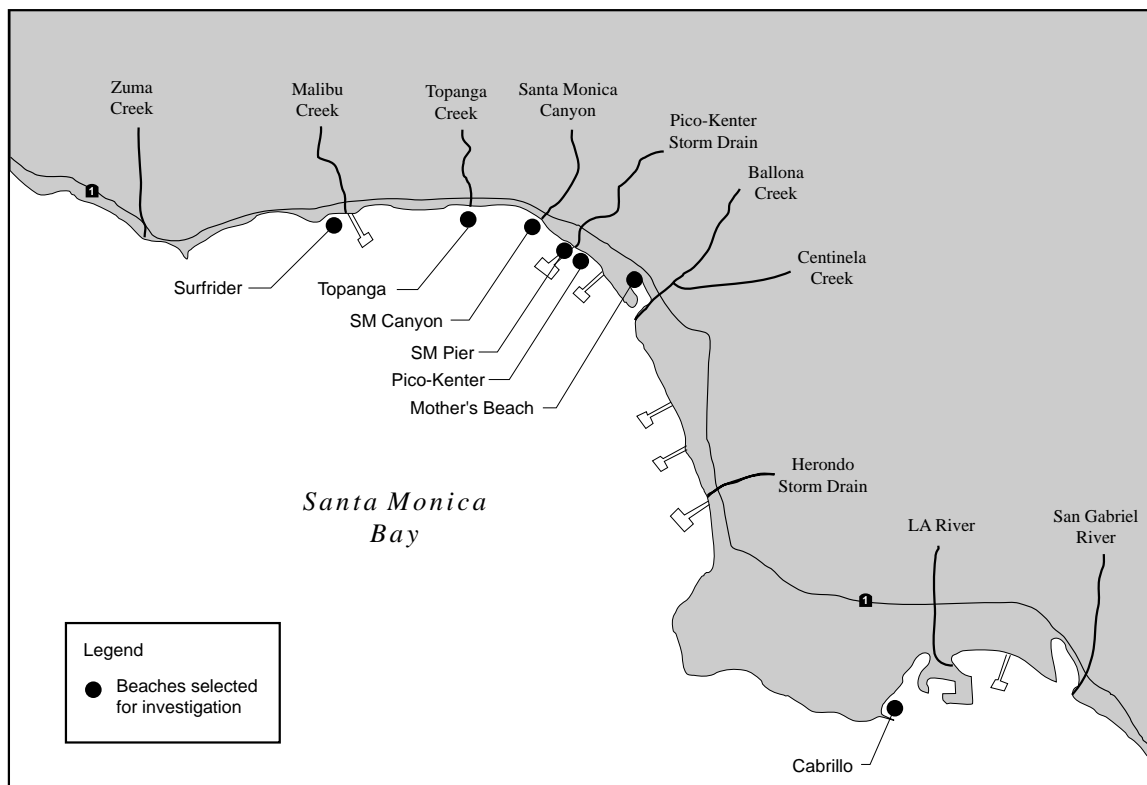 Zuma
Creek
Malibu
Creek
Topanga
Creek
Santa Monica
Canyon
Pico-Kenter
Storm Drain
Ballona
Creek
Centinela
Creek
1
Surfrider
Topanga
SM Canyon
SM Pier
Pico-Kenter
Mother's Beach
Santa Monica
Bay
Herondo
Storm Drain
LA River
San Gabriel
River
1
Legend
Beaches selected
for investigation
Cabrillo